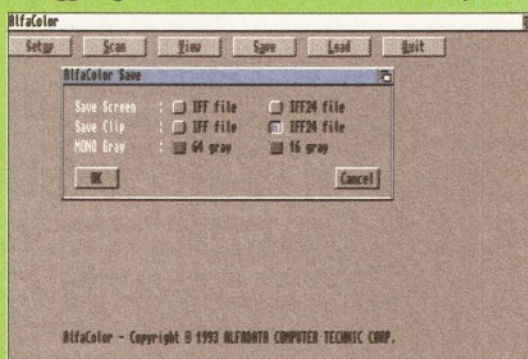 AlfaColor
Setup Scan View Save Load Quit
AlfaColor Save
Save Screen : IFF file IFF24 file
Save Clip : IFF file IFF24 file
MONO Gray : 64 gray 16 gray
OK Cancel
AlfaColor - Copyright © 1993 ALFADATA COMPUTER TECHNIC CORP.